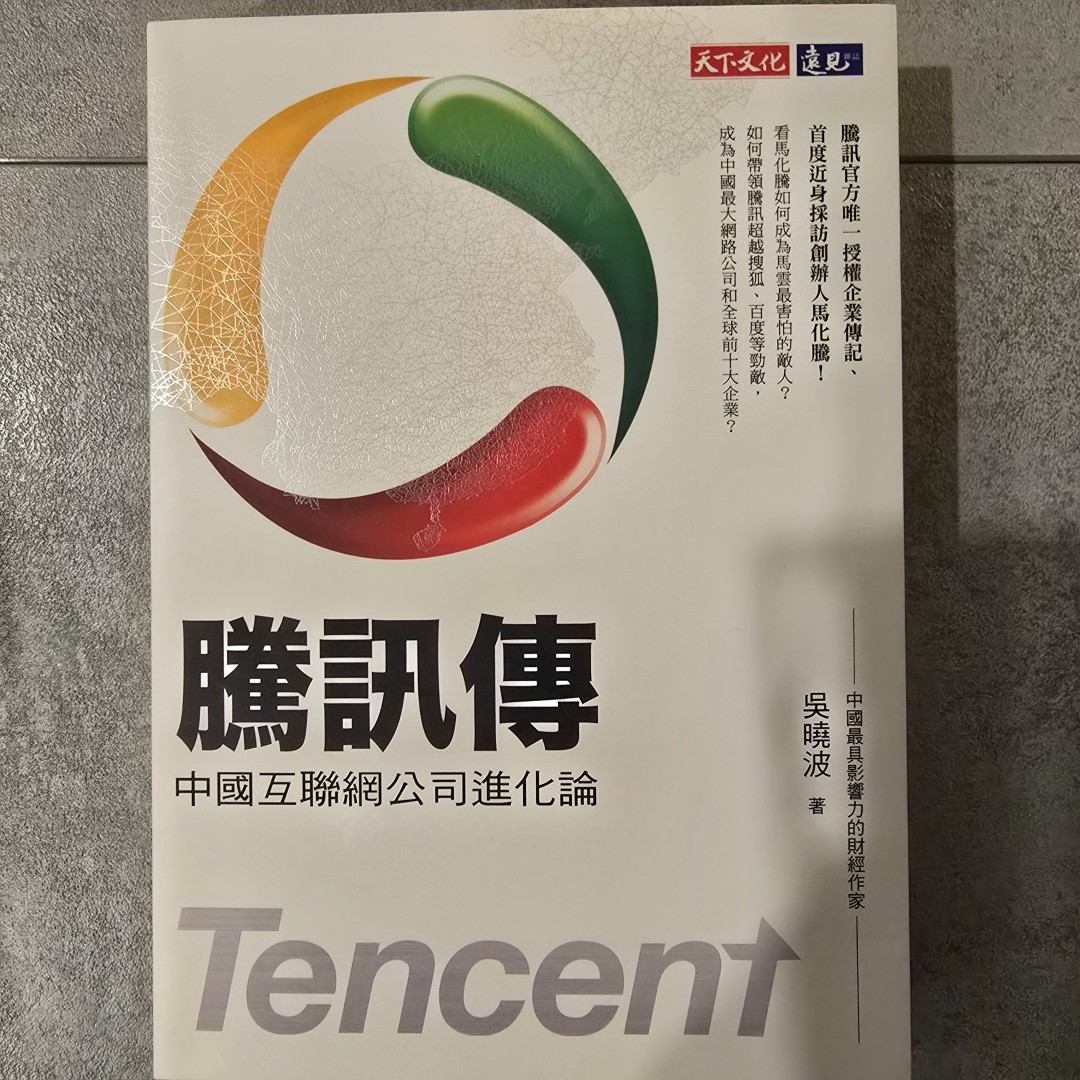 天下文化
遠見
雜誌
騰訊官方唯一授權企業傳記、
首度近身採訪創辦人馬化騰！
看馬化騰如何成為馬雲最害怕的敵人？
如何帶領騰訊超越搜狐、百度等勁敵，
成為中國最大網路公司和全球前十大企業？
騰訊傳
中國互聯網公司進化論
中國最具影響力的財經作家
吳曉波 著
Tencent